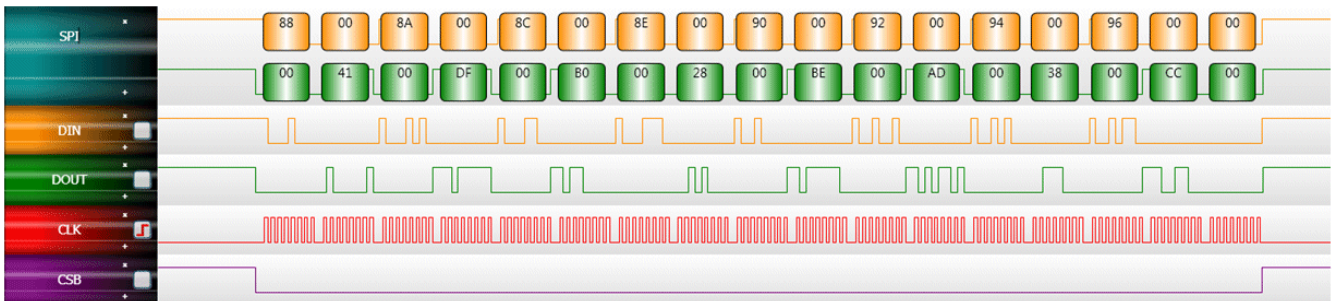 SPI
88 00 8A 00 8C 00 8E 00 90 00 92 00 94 00 96 00 00
00 41 00 DF 00 B0 00 28 00 BE 00 AD 00 38 00 CC 00
DIN
DOUT
CLK
CSB